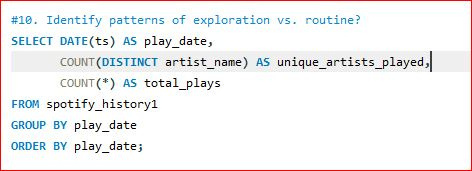 #10. Identify patterns of exploration vs. routine?
SELECT DATE(ts) AS play_date,
COUNT(DISTINCT artist_name) AS unique_artists_played,
COUNT(*) AS total_plays
FROM spotify_history1
GROUP BY play_date
ORDER BY play_date;